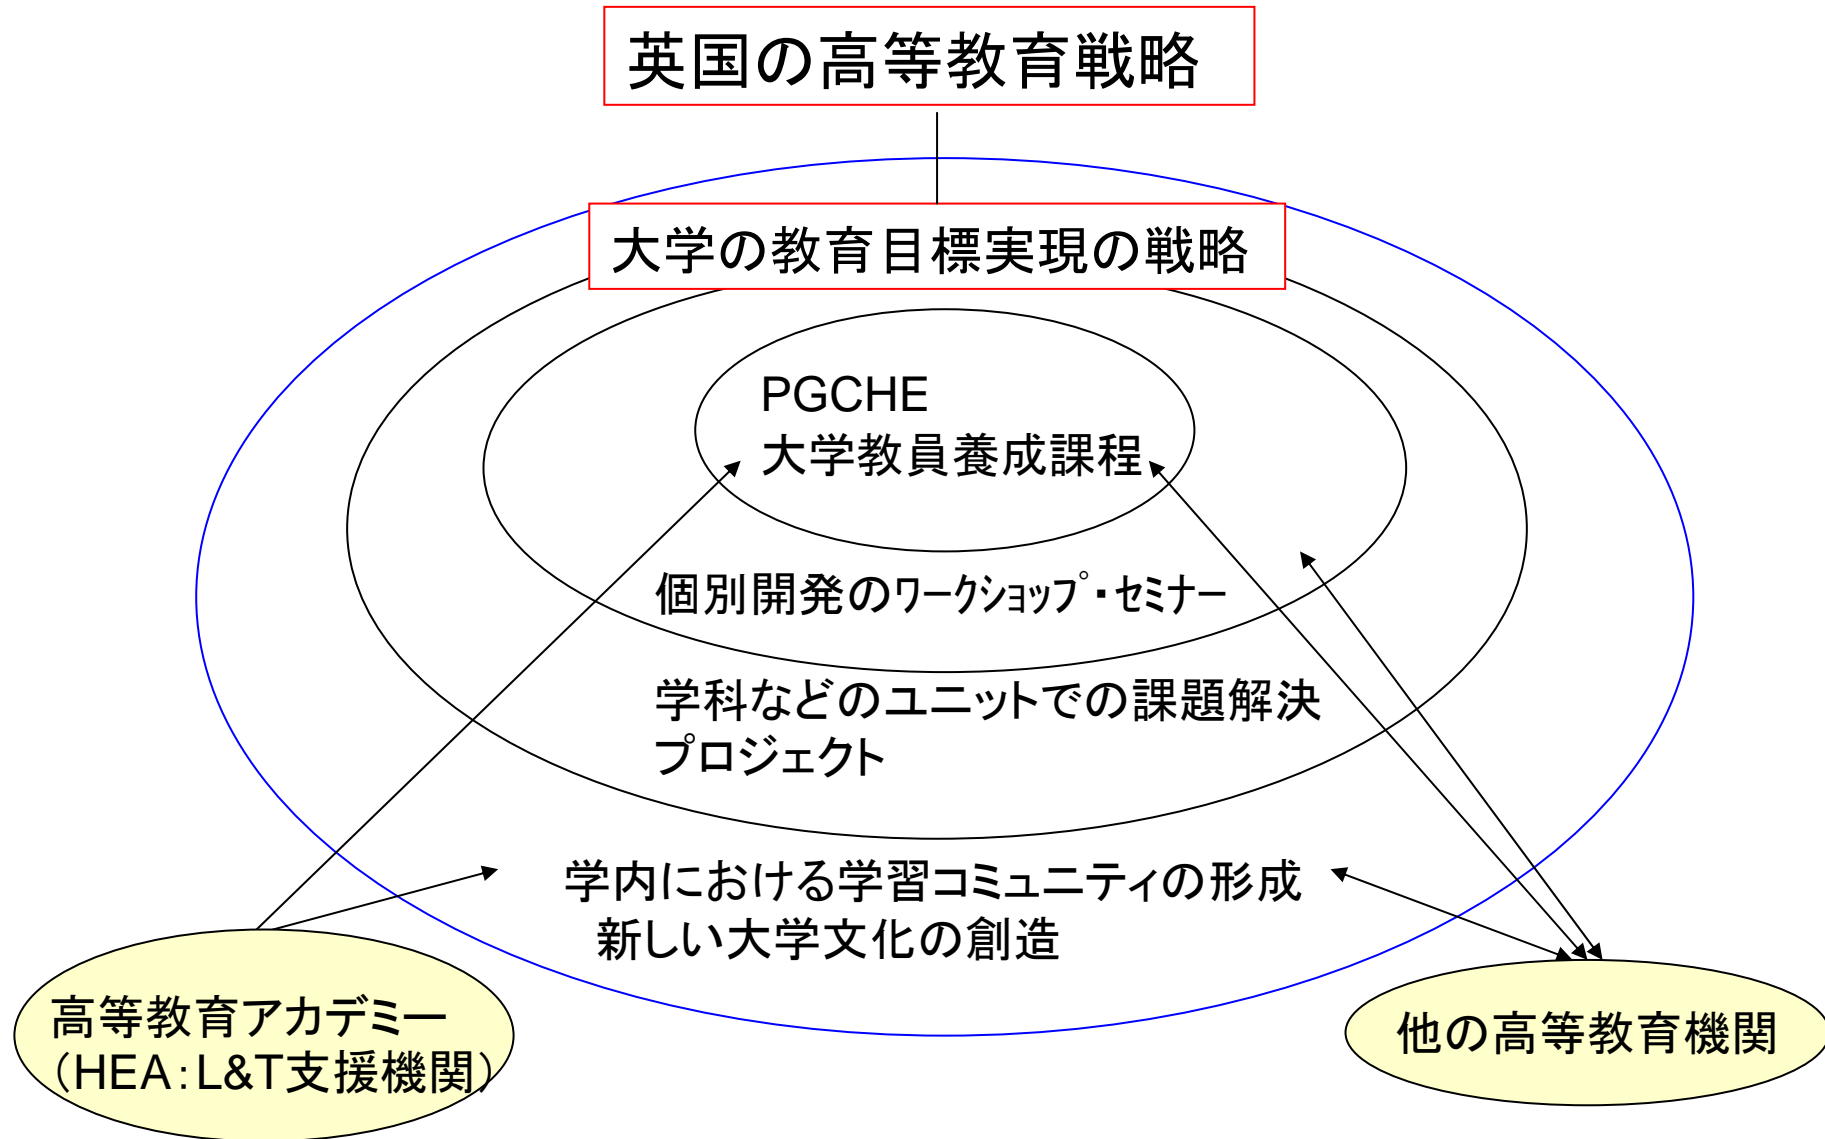 英国の高等教育戦略
大学の教育目標実現の戦略
PGCHE
大学教員養成課程
個別開発のﾜｰｸｼｮｯﾌﾟ・ｾﾐﾅｰ
学科などのユニットでの課題解決
プロジェクト
学内における学習コミュニティの形成
新しい大学文化の創造
高等教育アカデミー
（HEA：L&T支援機関）
他の高等教育機関